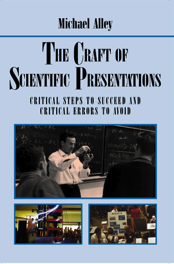 Michael Alley
THE CRAFT OF
SCIENTIFIC PRESENTATIONS
CRITICAL STEPS TO SUCCEED AND
CRITICAL ERRORS TO AVOID